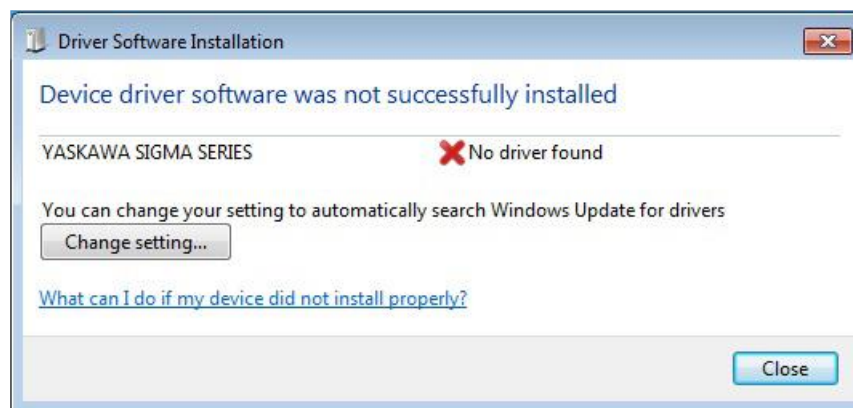 Driver Software Installation
Device driver software was not successfully installed
YASKAWA SIGMA SERIES No driver found
You can change your setting to automatically search Windows Update for drivers
Change setting...
What can I do if my device did not install properly?
Close